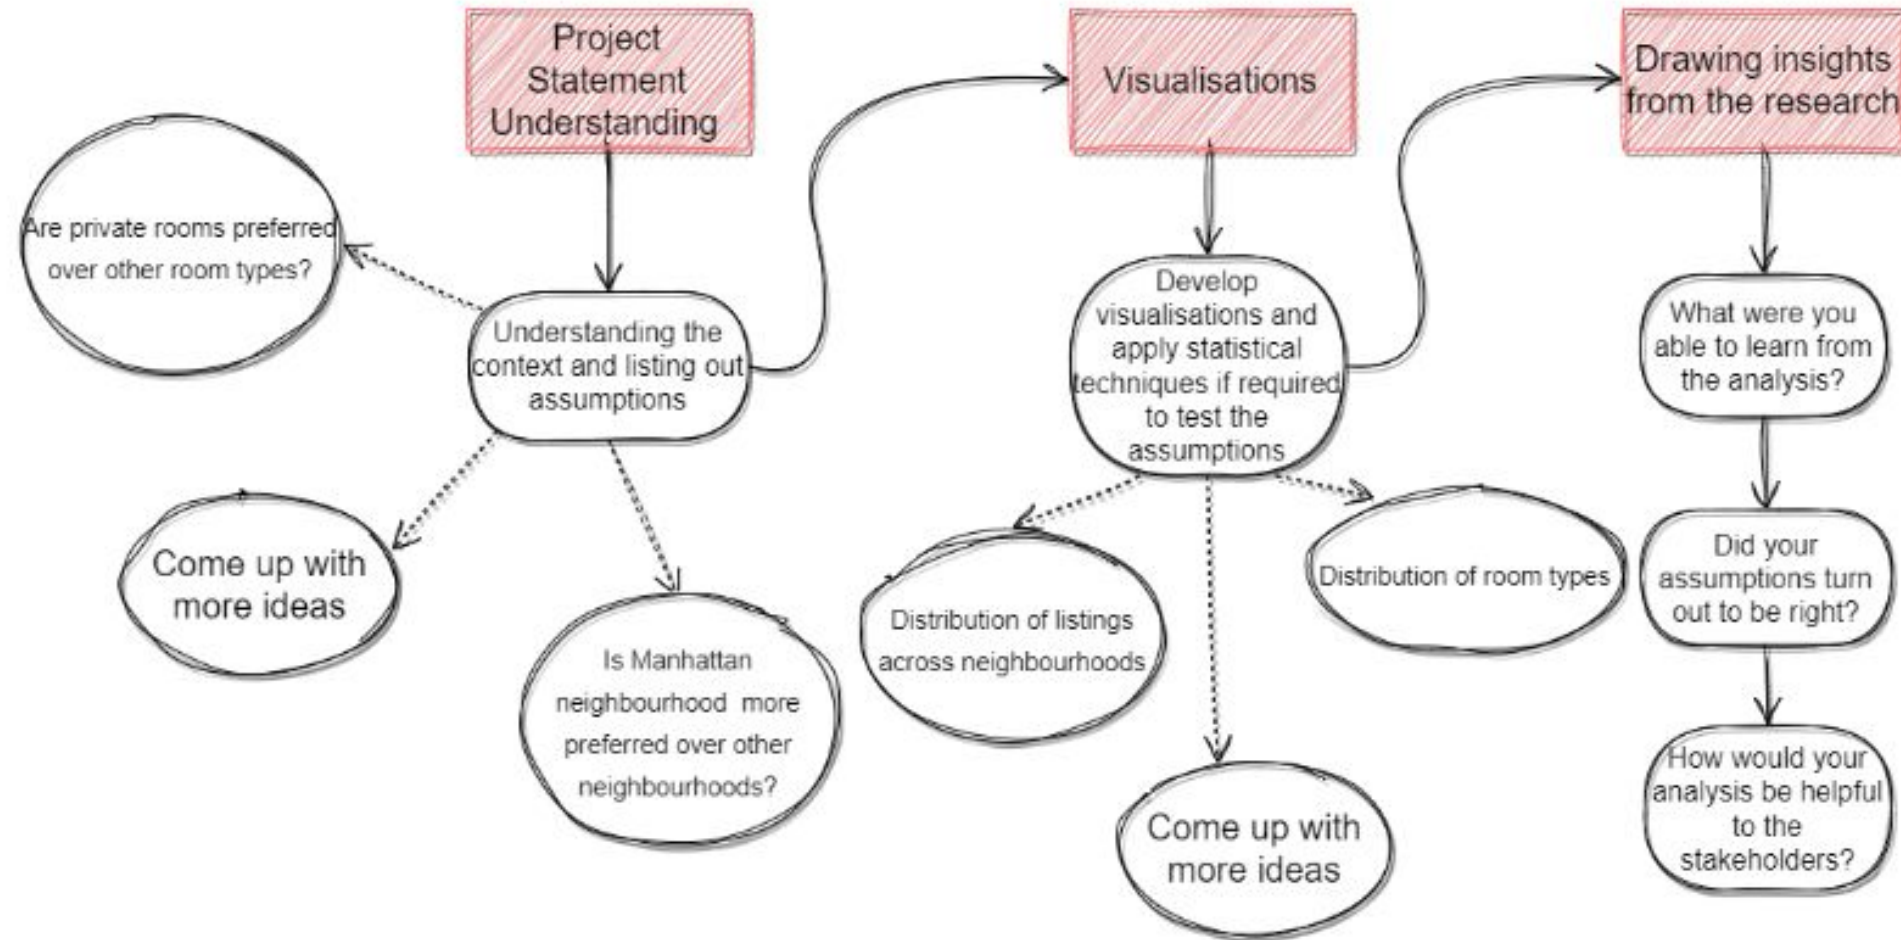 Project
Statement
Understanding
Visualisations
Drawing insights
from the research
Are private rooms preferred
over other room types?
Understanding the
context and listing out
assumptions
Develop
visualisations and
apply statistical
techniques if required
to test the
assumptions
What were you
able to learn from
the analysis?
Come up with
more ideas
Is Manhattan
neighbourhood more
preferred over other
neighbourhoods?
Distribution of listings
across neighbourhoods
Distribution of room types
Did your
assumptions turn
out to be right?
Come up with
more ideas
How would your
analysis be helpful
to the
stakeholders?